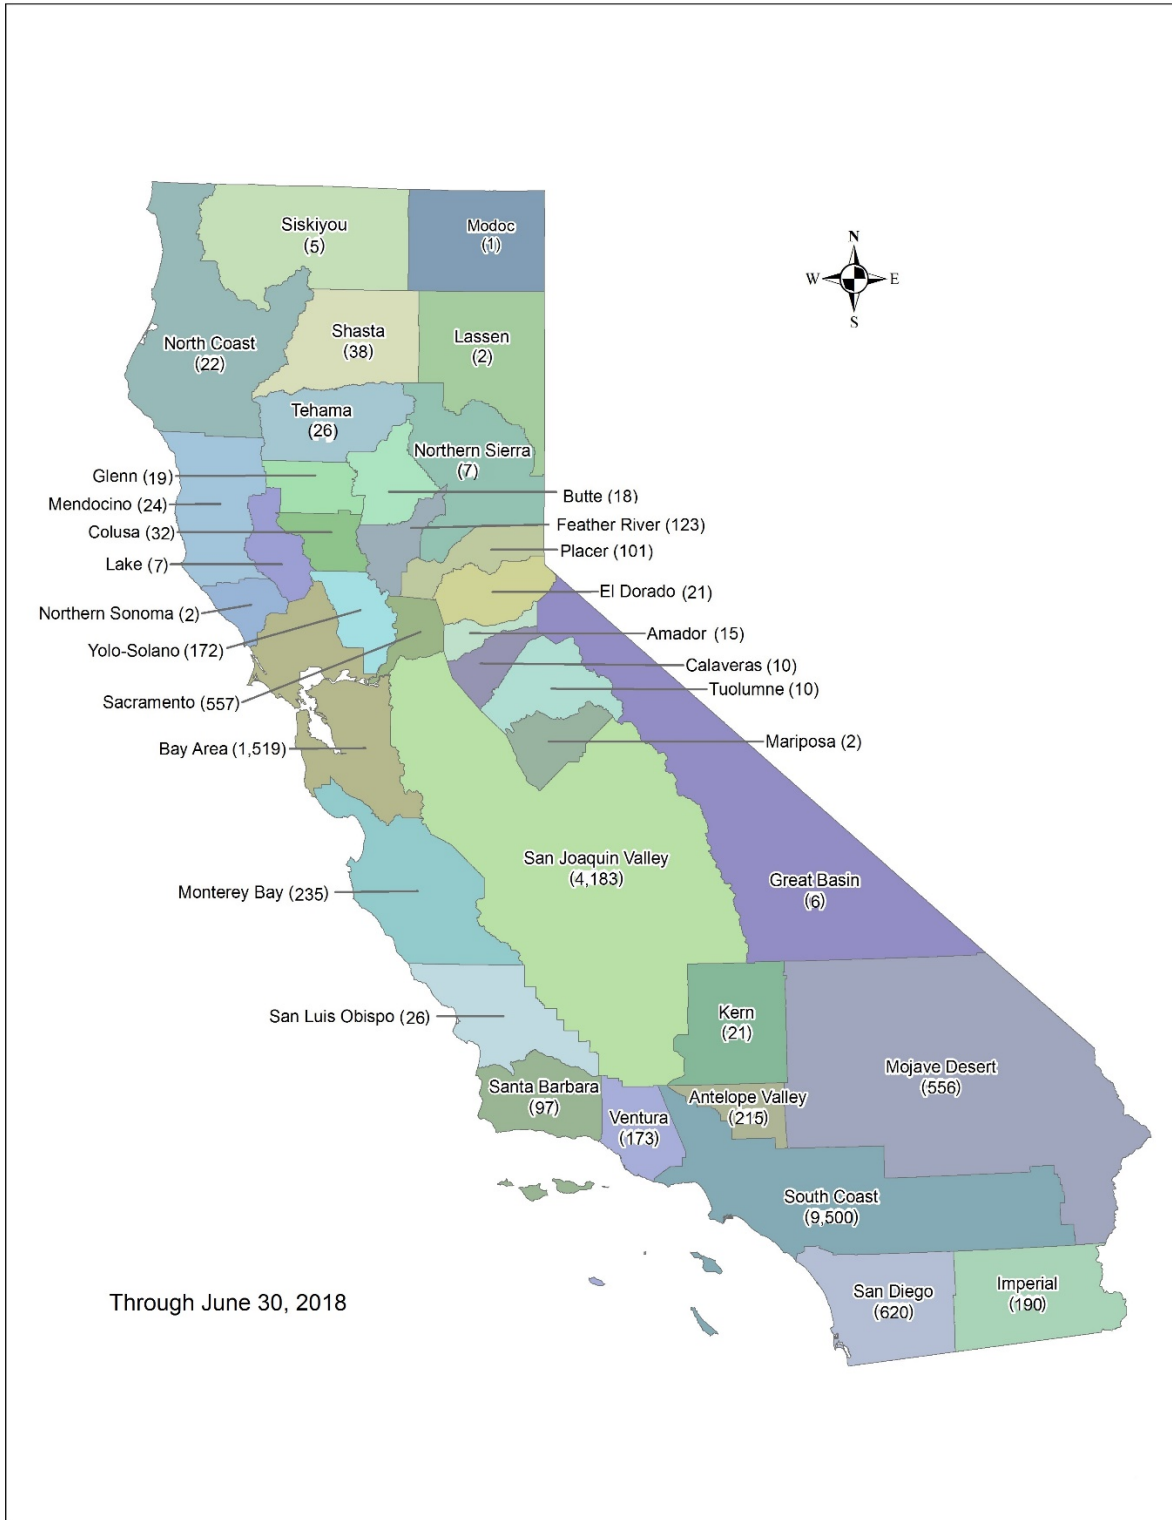 Siskiyou
(5)
Modoc
(1)
N
W
E
S
North Coast
(22)
Shasta
(38)
Lassen
(2)
Tehama
(26)
Northern Sierra
(7)
Glenn (19)
Mendocino (24)
Colusa (32)
Lake (7)
Northern Sonoma (2)
Yolo-Solano (172)
Sacramento (557)
Bay Area (1,519)
Butte (18)
Feather River (123)
Placer (101)
El Dorado (21)
Amador (15)
Calaveras (10)
Tuolumne (10)
Mariposa (2)
San Joaquin Valley
(4,183)
Great Basin
(6)
Monterey Bay (235)
San Luis Obispo (26)
Kern
(21)
Mojave Desert
(556)
Santa Barbara
(97)
Ventura
(173)
Antelope Valley
(215)
South Coast
(9,500)
San Diego
(620)
Imperial
(190)
Through June 30, 2018